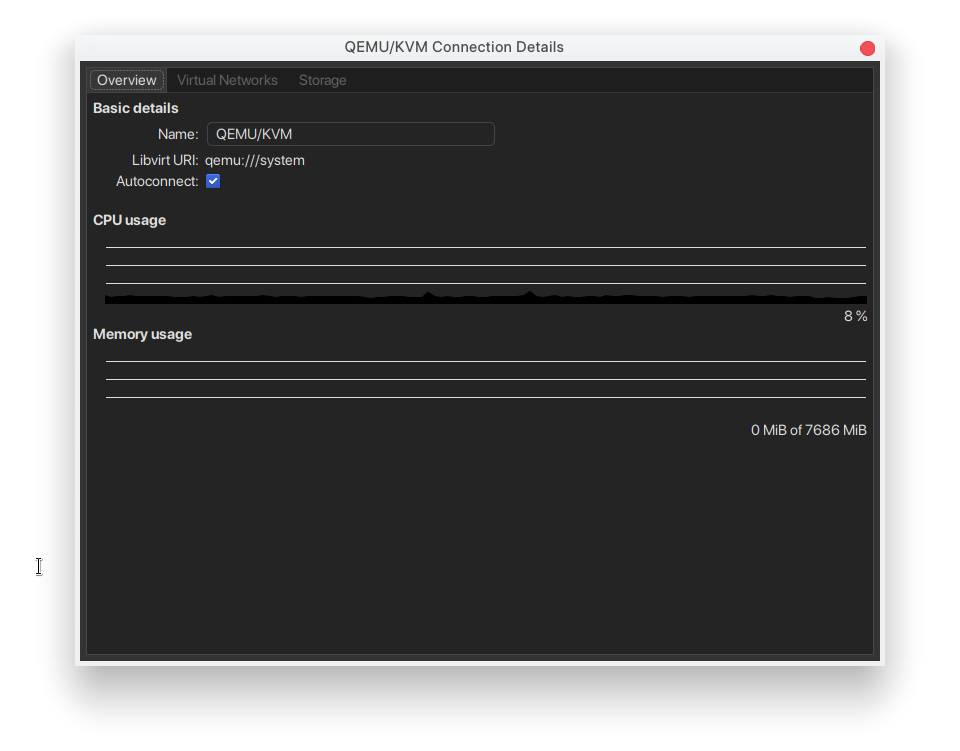 QEMU/KVM Connection Details
Overview Virtual Networks Storage
Basic details
Name: QEMU/KVM
Libvirt URI: qemu:///system
Autoconnect:
CPU usage
8 %
Memory usage
0 MiB of 7686 MiB